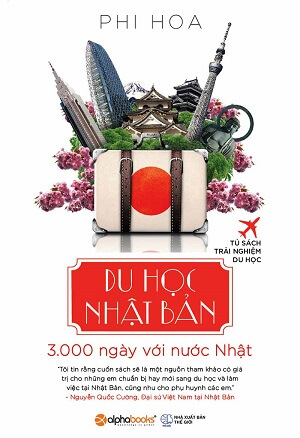 PHI HOA
TỦ SÁCH
TRẢI NGHIỆM
DU HỌC
DU HỌC
NHẬT BẢN
3.000 ngày với nước Nhật
"Tôi tin rằng cuốn sách sẽ là một nguồn tham khảo có giá
trị cho những em chuẩn bị hay mới sang du học và làm
việc tại Nhật Bản, cũng như cho phụ huynh các em".
- Nguyễn Quốc Cường, Đại sứ Việt Nam tại Nhật Bản
alphabooks
NHÀ XUẤT BẢN
THẾ GIỚI